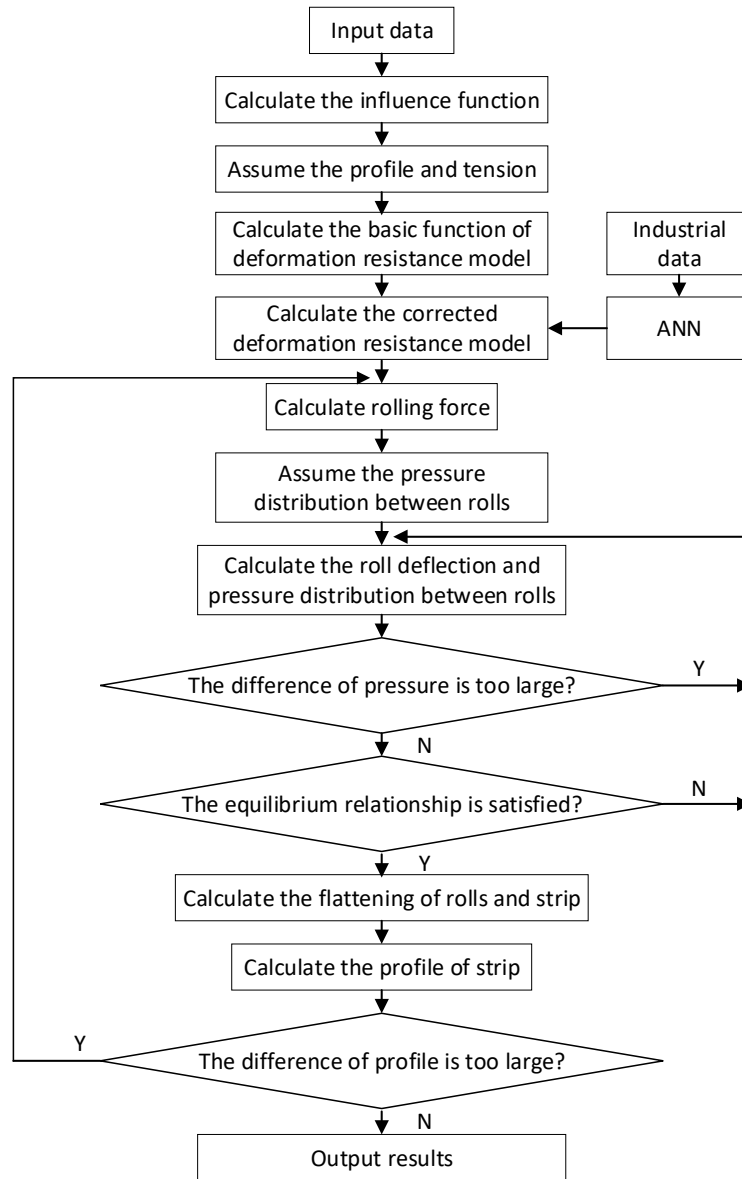 Input data
Calculate the influence function
Assume the profile and tension
Calculate the basic function of
deformation resistance model
Industrial
data
Calculate the corrected
deformation resistance model
ANN
Calculate rolling force
Assume the pressure
distribution between rolls
Calculate the roll deflection and
pressure distribution between rolls
The difference of pressure is too large?
Y
N
The equilibrium relationship is satisfied?
N
Y
Calculate the flattening of rolls and strip
Calculate the profile of strip
Y
The difference of profile is too large?
N
Output results